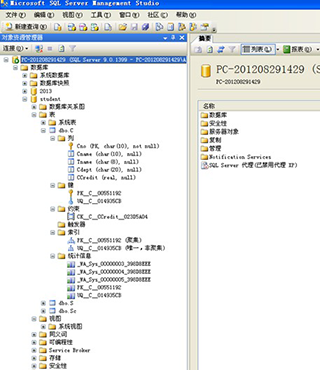 Microsoft SQL Server Management Studio
文件(F) 编辑(E) 视图(V) 工具(T) 窗口(W) 社区(C) 帮助(H)
新建查询(N)
对象资源管理器
连接(O)
PC-201208291429 (SQL Server 9.0.1399 - PC-201208291429\A
数据库
系统数据库
数据库快照
2013
student
数据库关系图
表
系统表
dbo.C
列
Cno (PK, char(10), not null)
Cname (char(10), null)
Tname (char(8), null)
Cdept (char(20), null)
CCredit (real, null)
键
PK__C__00551192
UQ__C__014935CB
约束
CK__C__CCredit__023D5A04
触发器
索引
PK__C__00551192 (聚集)
UQ__C__014935CB (唯一，非聚集)
统计信息
_WA_Sys_00000003_398D8EEE
_WA_Sys_00000004_398D8EEE
_WA_Sys_00000005_398D8EEE
PK__C__00551192
UQ__C__014935CB
dbo.S
dbo.Sc
视图
系统视图
同义词
可编程性
Service Broker
存储
安全性
摘要
列表(L) 报表(R)
PC-201208291429 (S
PC-201208291429
名称
数据库
安全性
服务器对象
复制
管理
Notification Services
SQL Server 代理(已禁用代理 XP)